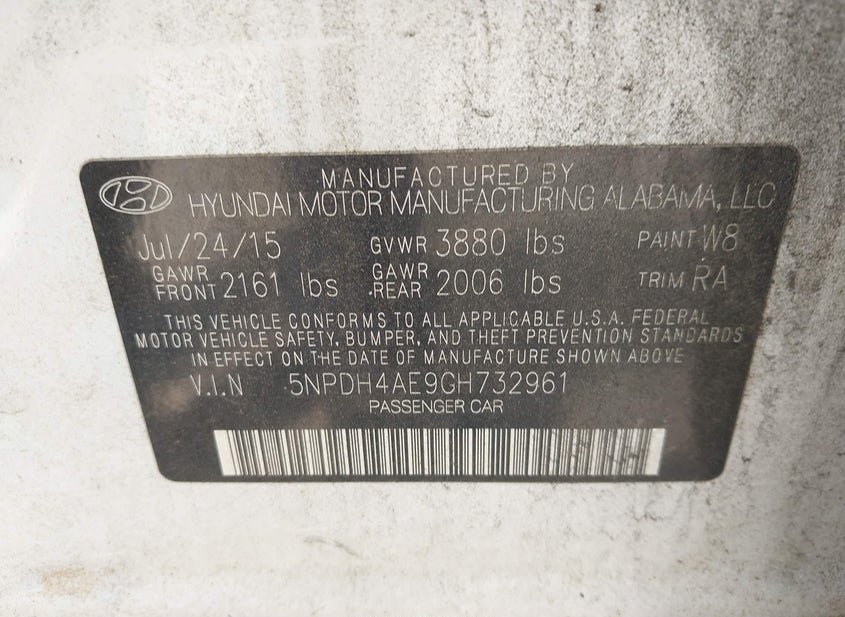 MANUFACTURED BY
HYUNDAI MOTOR MANUFACTURING ALABAMA, LLC
Jul/24/15 GVWR 3880 lbs PAINT W8
GAWR FRONT 2161 lbs GAWR REAR 2006 lbs TRIM RA
THIS VEHICLE CONFORMS TO ALL APPLICABLE U.S.A. FEDERAL
MOTOR VEHICLE SAFETY, BUMPER, AND THEFT PREVENTION STANDARDS
IN EFFECT ON THE DATE OF MANUFACTURE SHOWN ABOVE
V.I.N 5NPDH4AE9GH732961
PASSENGER CAR